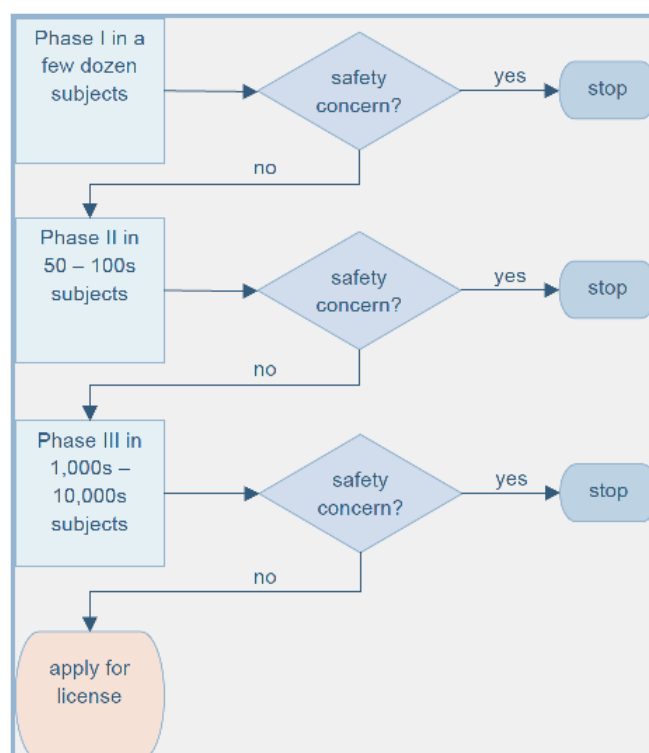 Phase I in a
few dozen
subjects
safety
concern?
yes
stop
no
Phase II in
50 – 100s
subjects
safety
concern?
yes
stop
no
Phase III in
1,000s –
10,000s
subjects
safety
concern?
yes
stop
no
apply for
license